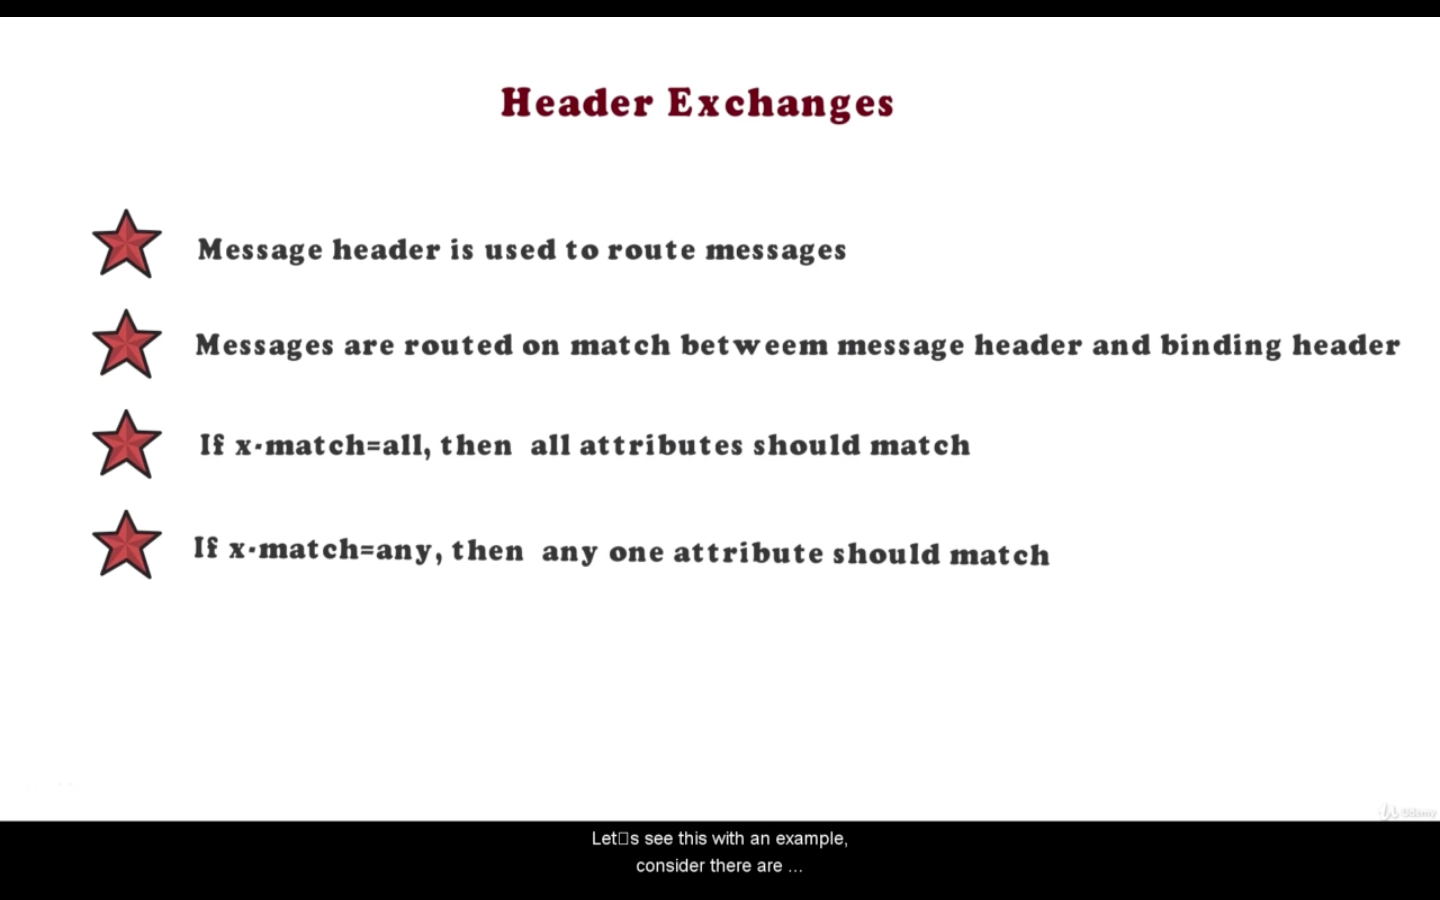 Header Exchanges
Message header is used to route messages
Messages are routed on match betweem message header and binding header
If x-match=all, then all attributes should match
If x-match=any, then any one attribute should match
Udemy
Let□s see this with an example,
consider there are ...